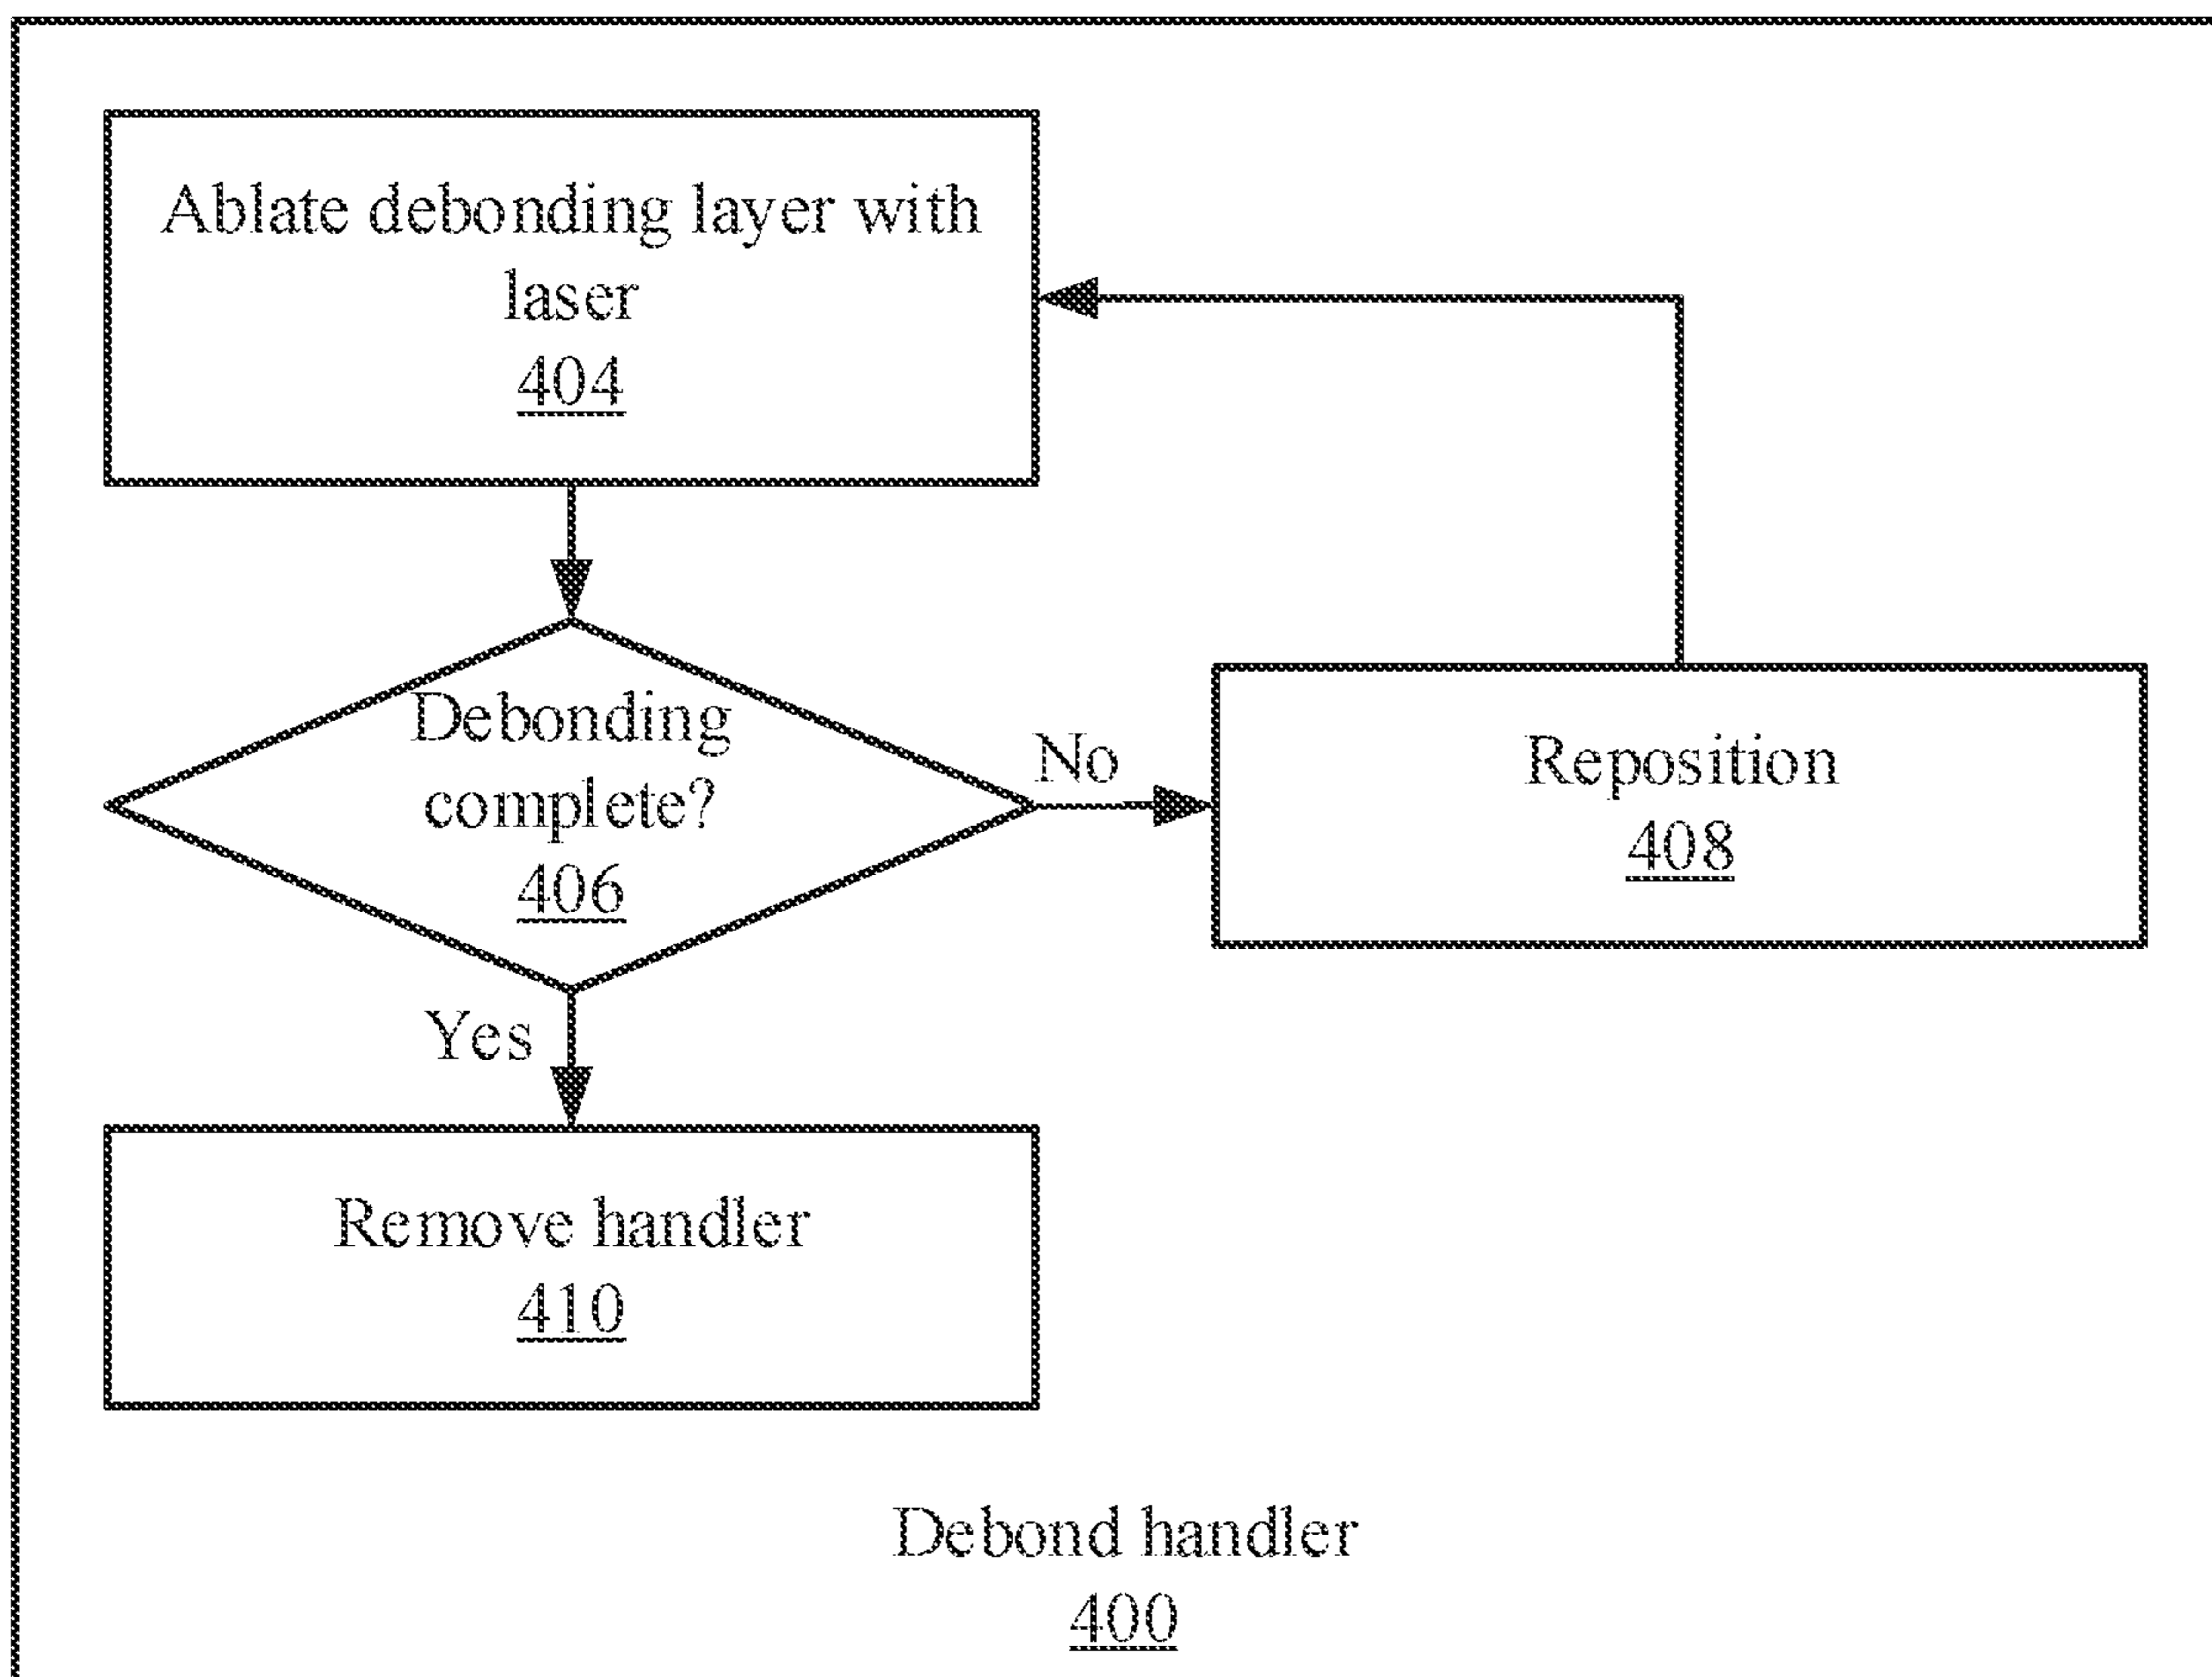 Ablate debonding layer with
laser
404
Debonding
complete?
406
No
Reposition
408
Yes
Remove handler
410
Debond handler
400